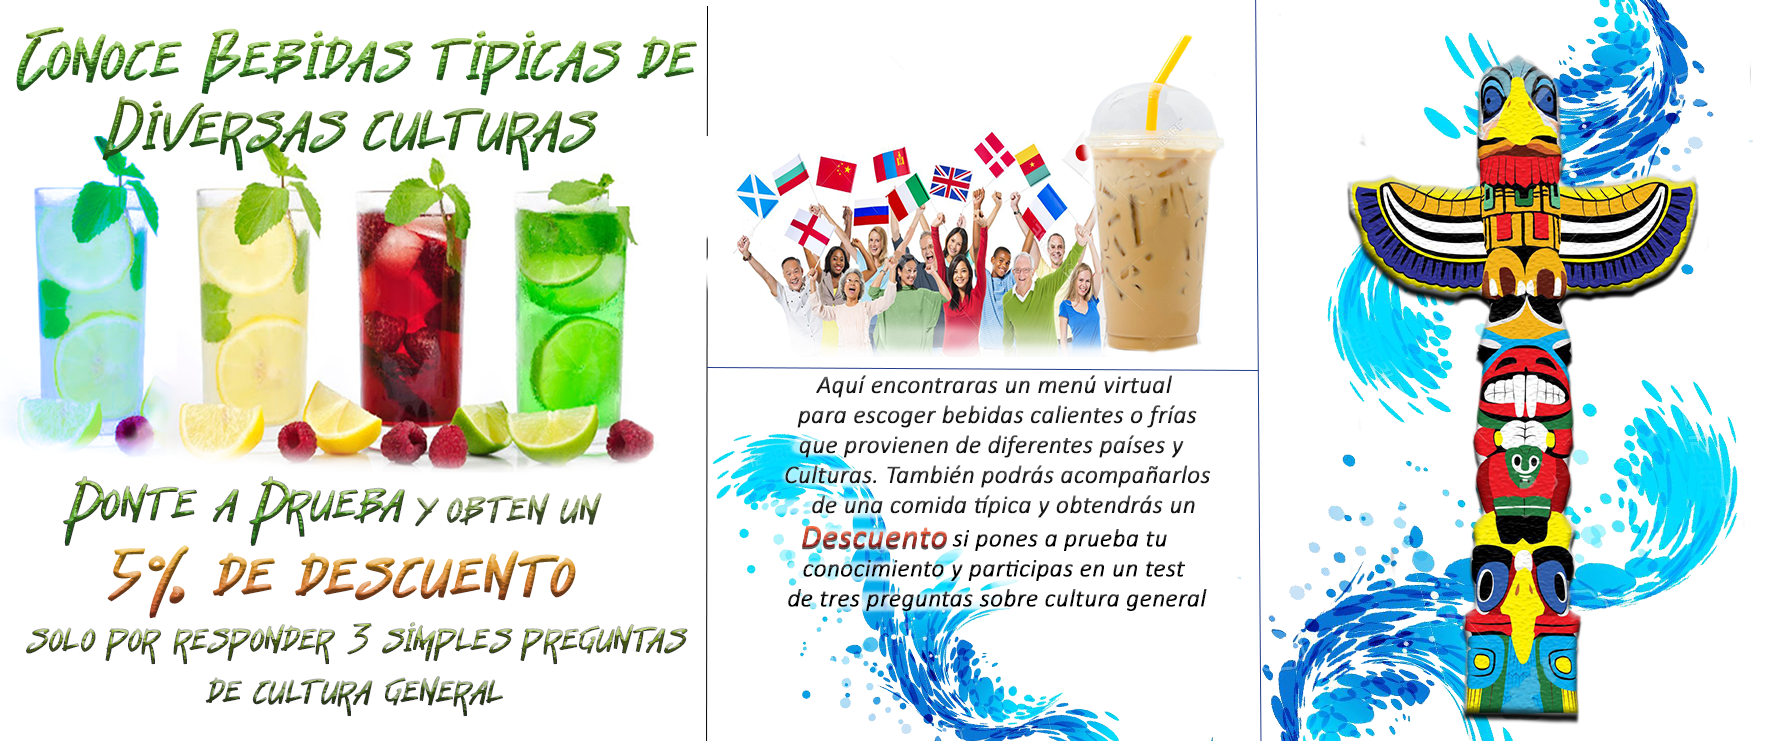 Conoce Bebidas típicas de
Diversas culturas
Ponte a Prueba y obten un
5% de descuento
solo por responder 3 simples preguntas
de cultura general
Aquí encontraras un menú virtual
para escoger bebidas calientes o frías
que provienen de diferentes países y
Culturas. También podrás acompañarlos
de una comida típica y obtendrás un
Descuento si pones a prueba tu
conocimiento y participas en un test
de tres preguntas sobre cultura general